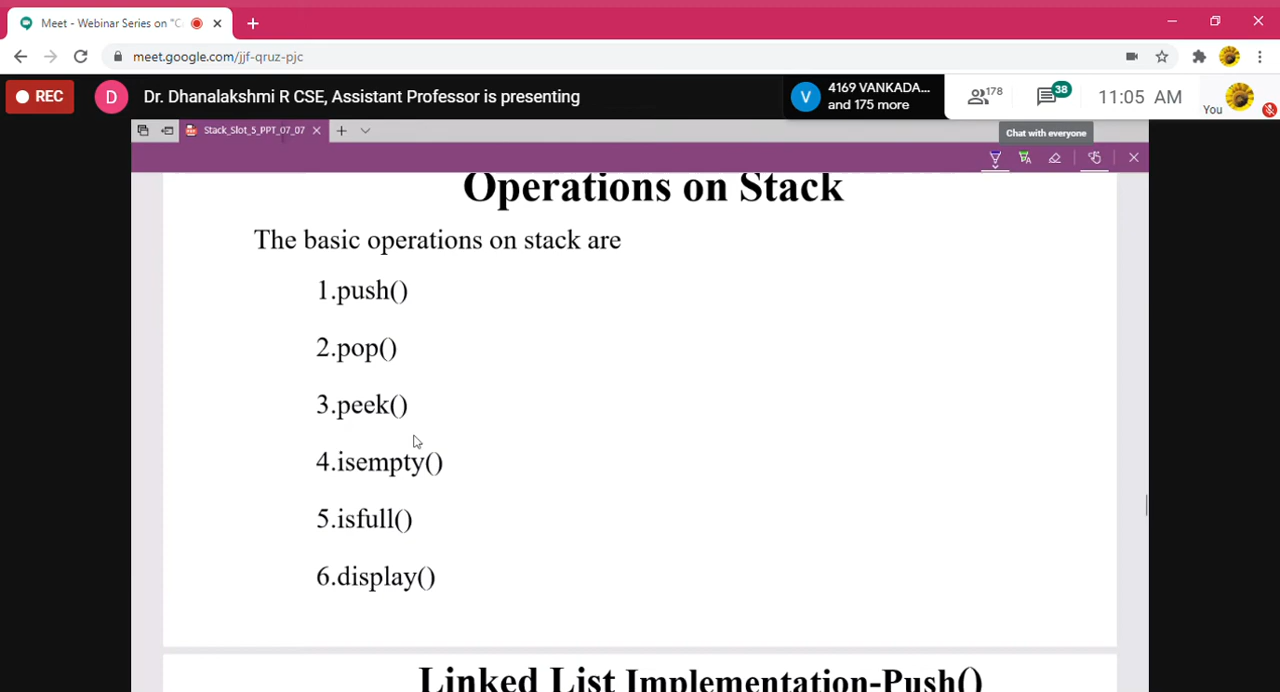 Meet - Webinar Series on "C
meet.google.com/jjf-qruz-pjc
REC
D
Dr. Dhanalakshmi R CSE, Assistant Professor is presenting
V
4169 VANKADA...
and 175 more
178
38
11:05 AM
You
Stack_Slot_5_PPT_07_07
Chat with everyone
Operations on Stack
The basic operations on stack are
1.push()
2.pop()
3.peek()
4.isempty()
5.isfull()
6.display()
Linked List Implementation-Push()